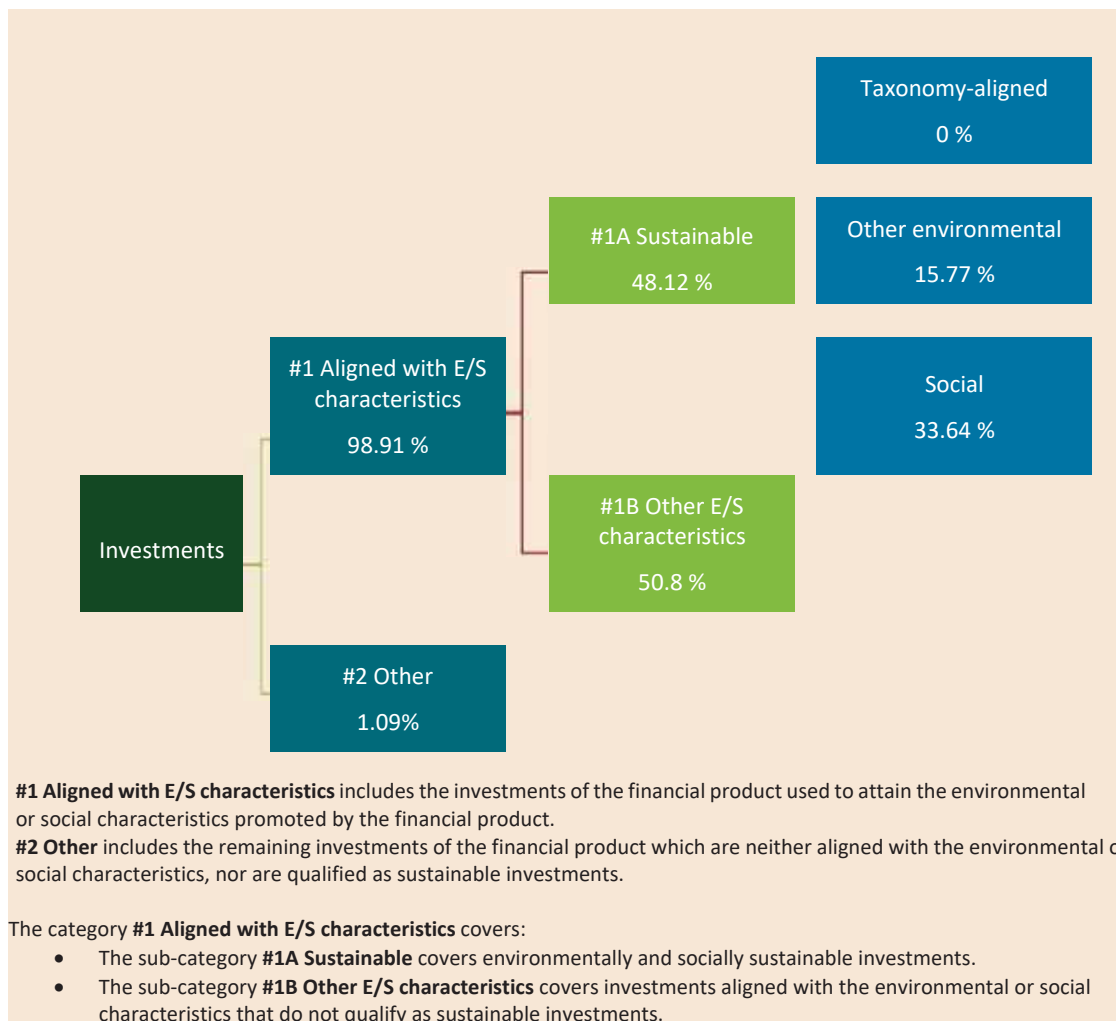 Taxonomy-aligned
0 %
#1A Sustainable
48.12 %
Other environmental
15.77 %
#1 Aligned with E/S
characteristics
98.91 %
Social
33.64 %
Investments
#1B Other E/S
characteristics
50.8 %
#2 Other
1.09%
#1 Aligned with E/S characteristics includes the investments of the financial product used to attain the environmental
or social characteristics promoted by the financial product.
#2 Other includes the remaining investments of the financial product which are neither aligned with the environmental
social characteristics, nor are qualified as sustainable investments.
The category #1 Aligned with E/S characteristics covers:
• The sub-category #1A Sustainable covers environmentally and socially sustainable investments.
• The sub-category #1B Other E/S characteristics covers investments aligned with the environmental or social
characteristics that do not qualify as sustainable investments.